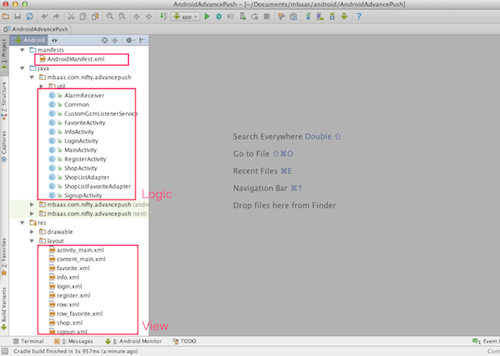 AndroidAdvancePush - [~/Documents/mbaas/android/AndroidAdvancePush]
app
AndroidAdvancePush
Android
manifests
AndroidManifest.xml
java
mbaas.com.nifty.advancepush
util
AlarmReceiver
Common
CustomGcmListenerService
FavoriteActivity
InfoActivity
LoginActivity
MainActivity
RegisterActivity
ShopActivity
ShopListAdapter
ShopListFavoriteAdapter
SignupActivity
Logic
mbaas.com.nifty.advancepush (andr
mbaas.com.nifty.advancepush (test)
res
drawable
layout
activity_main.xml
content_main.xml
favorite.xml
info.xml
login.xml
register.xml
row.xml
row_favorite.xml
shop.xml
signup.xml
View
1: Project
7: Structure
Captures
2: Favorites
Build Variants
Search Everywhere Double ⇧
Go to File ⇧⌘O
Recent Files ⌘E
Navigation Bar ⌘↑
Drop files here from Finder
Terminal
0: Messages
6: Android Monitor
TODO
1 Event
Gradle build finished in 3s 957ms (a minute ago)